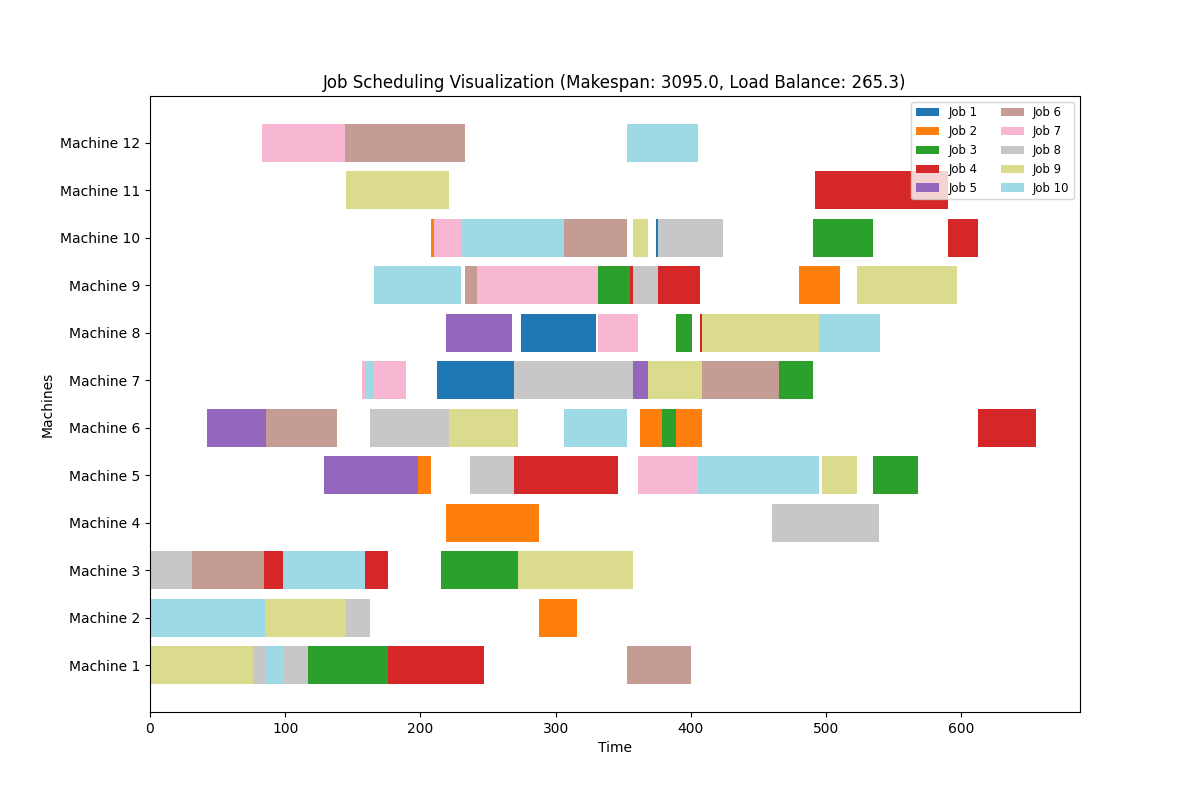 Job Scheduling Visualization (Makespan: 3095.0, Load Balance: 265.3)
Job 1
Job 2
Job 3
Job 4
Job 5
Job 6
Job 7
Job 8
Job 9
Job 10
Machine 12
Machine 11
Machine 10
Machine 9
Machine 8
Machine 7
Machine 6
Machine 5
Machine 4
Machine 3
Machine 2
Machine 1
Machines
0 100 200 300 400 500 600
Time